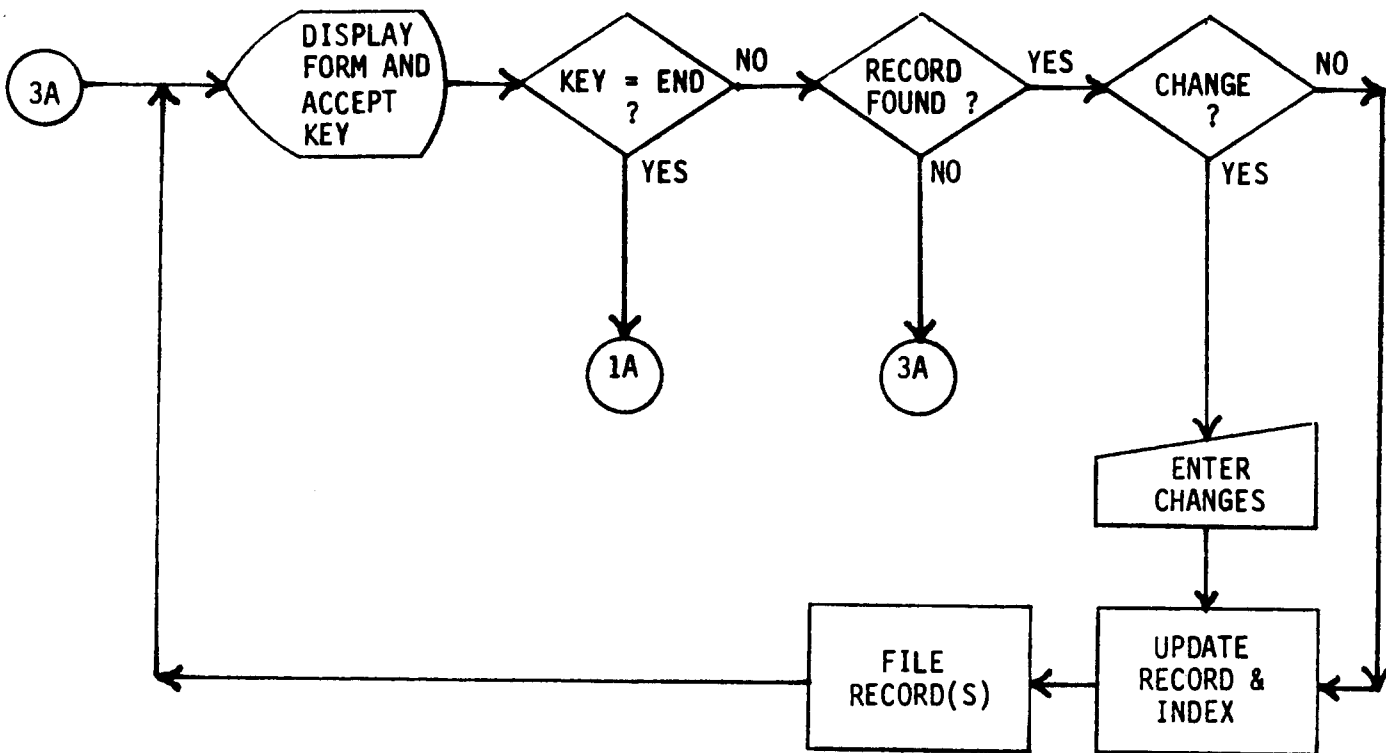 3A
DISPLAY
FORM AND
ACCEPT
KEY
KEY = END
?
NO
YES
1A
RECORD
FOUND ?
YES
NO
3A
CHANGE
?
NO
YES
ENTER
CHANGES
UPDATE
RECORD &
INDEX
FILE
RECORD(S)